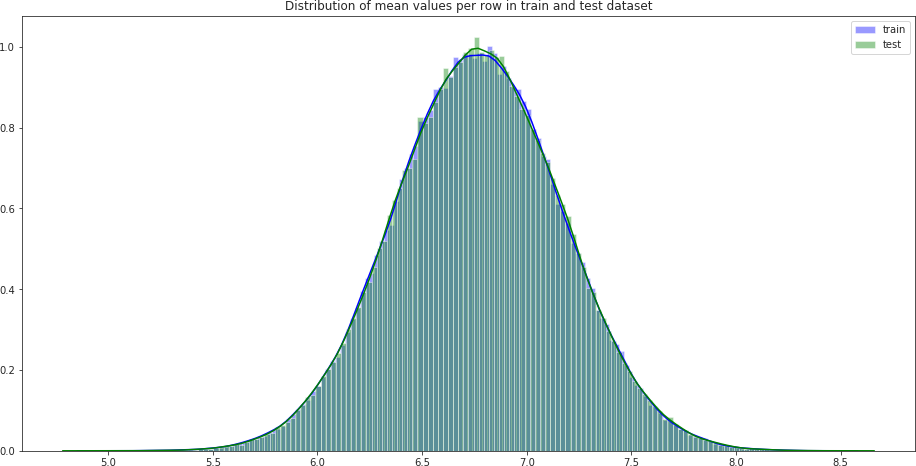 Distribution of mean values per row in train and test dataset
train
test
1.0
0.8
0.6
0.4
0.2
0.0
5.0 5.5 6.0 6.5 7.0 7.5 8.0 8.5